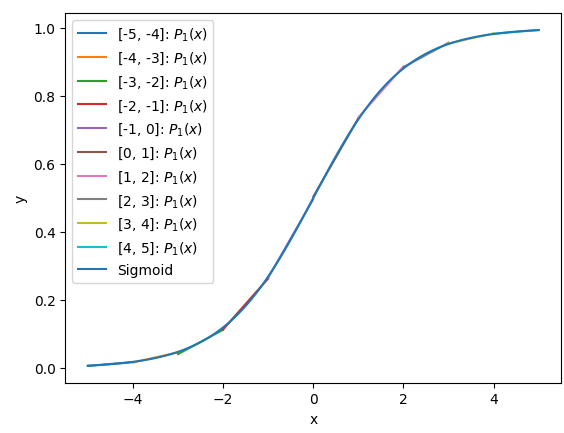 1.0
0.8
0.6
0.4
0.2
0.0
y
[-5, -4]: P₁(x)
[-4, -3]: P₁(x)
[-3, -2]: P₁(x)
[-2, -1]: P₁(x)
[-1, 0]: P₁(x)
[0, 1]: P₁(x)
[1, 2]: P₁(x)
[2, 3]: P₁(x)
[3, 4]: P₁(x)
[4, 5]: P₁(x)
Sigmoid
−4 −2 0 2 4
x